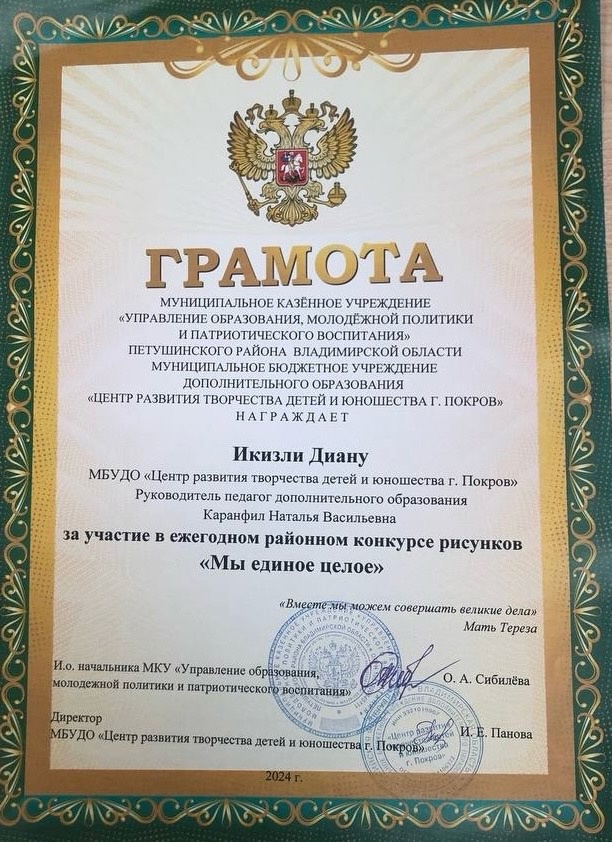 ГРАМОТА
МУНИЦИПАЛЬНОЕ КАЗЁННОЕ УЧРЕЖДЕНИЕ
«УПРАВЛЕНИЕ ОБРАЗОВАНИЯ, МОЛОДЁЖНОЙ ПОЛИТИКИ
И ПАТРИОТИЧЕСКОГО ВОСПИТАНИЯ»
ПЕТУШИНСКОГО РАЙОНА ВЛАДИМИРСКОЙ ОБЛАСТИ
МУНИЦИПАЛЬНОЕ БЮДЖЕТНОЕ УЧРЕЖДЕНИЕ
ДОПОЛНИТЕЛЬНОГО ОБРАЗОВАНИЯ
«ЦЕНТР РАЗВИТИЯ ТВОРЧЕСТВА ДЕТЕЙ И ЮНОШЕСТВА Г. ПОКРОВ»
Н А Г Р А Ж Д А Е Т
Икизли Диану
МБУДО «Центр развития творчества детей и юношества г. Покров»
Руководитель педагог дополнительного образования
Каранфил Наталья Васильевна
за участие в ежегодном районном конкурсе рисунков
«Мы единое целое»
«Вместе мы можем совершать великие дела»
Мать Тереза
И.о. начальника МКУ «Управление образования,
молодежной политики и патриотического воспитания»
О. А. Сибилёва
Директор
МБУДО «Центр развития творчества детей и юношества г. Покров»
И. Е. Панова
2024 г.